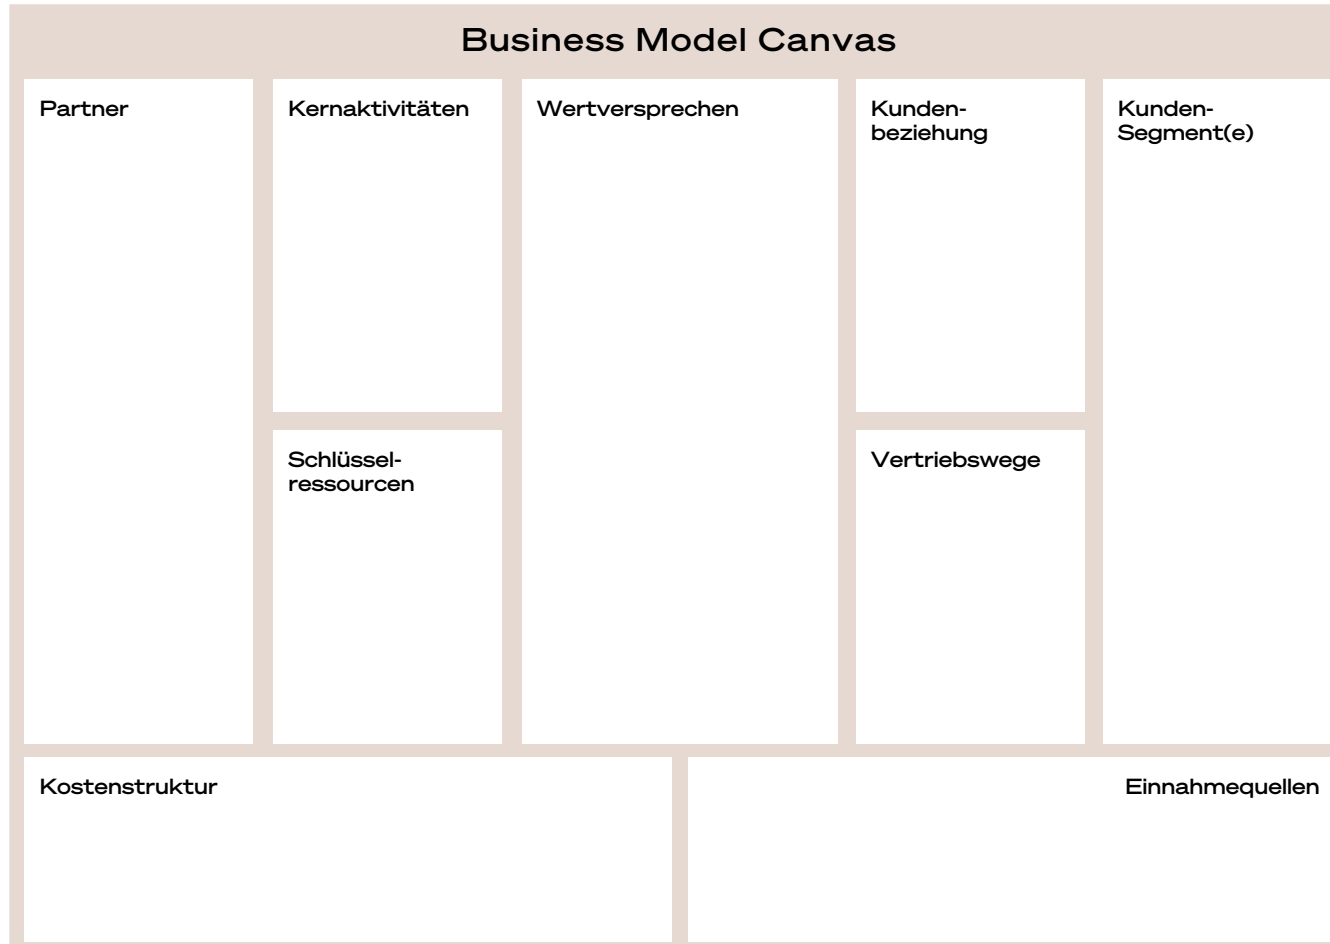 Business Model Canvas
Partner
Kernaktivitäten
Wertversprechen
Kunden-
beziehung
Kunden-
Segment(e)
Schlüssel-
ressourcen
Vertriebswege
Kostenstruktur
Einnahmequellen